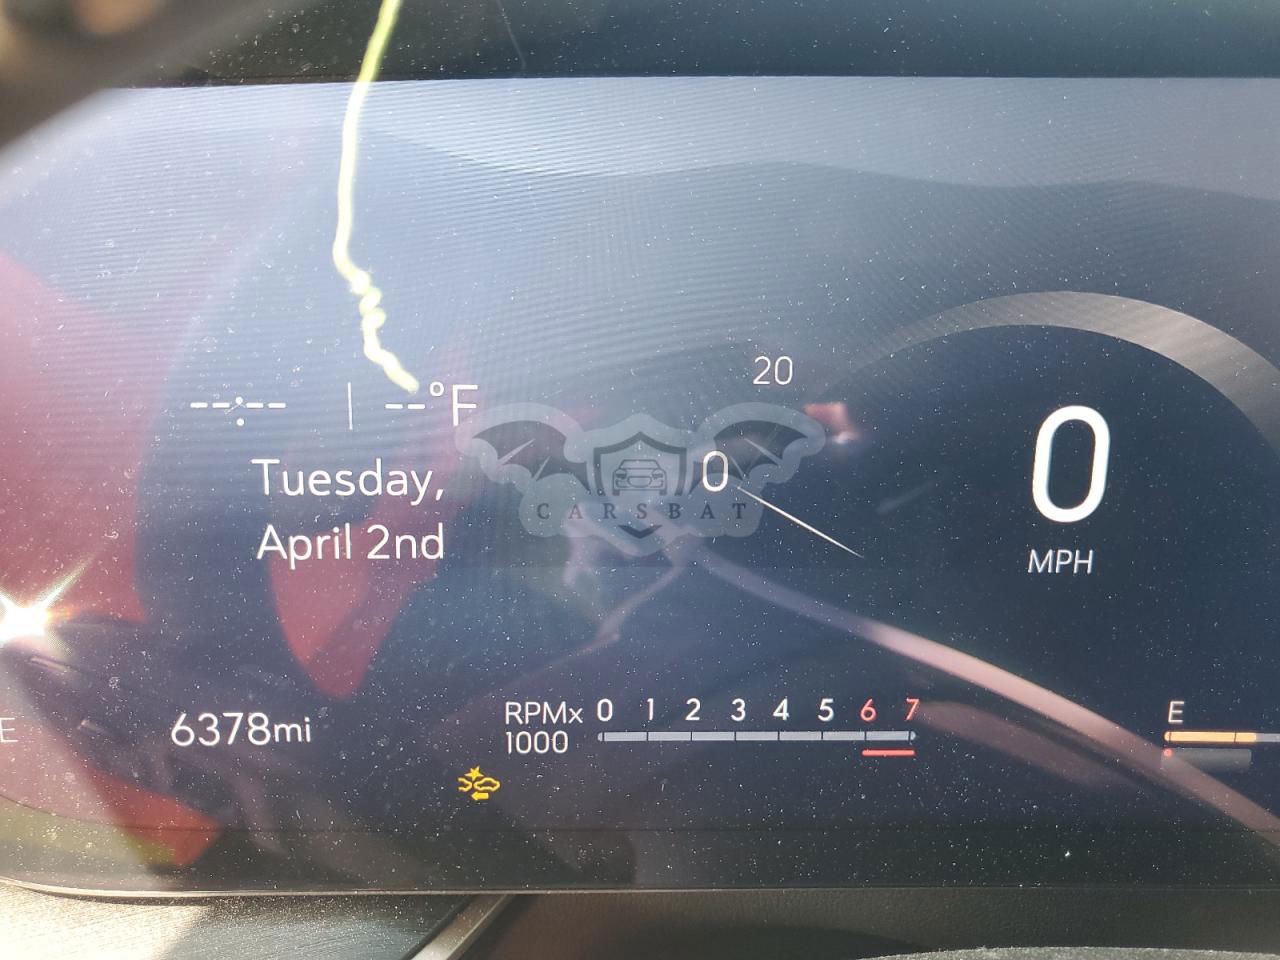 20
--:-- | --°F
0
0
CARSBAT
Tuesday,
April 2nd
MPH
RPMx 0 1 2 3 4 5 6 7
1000
E
E
6378mi